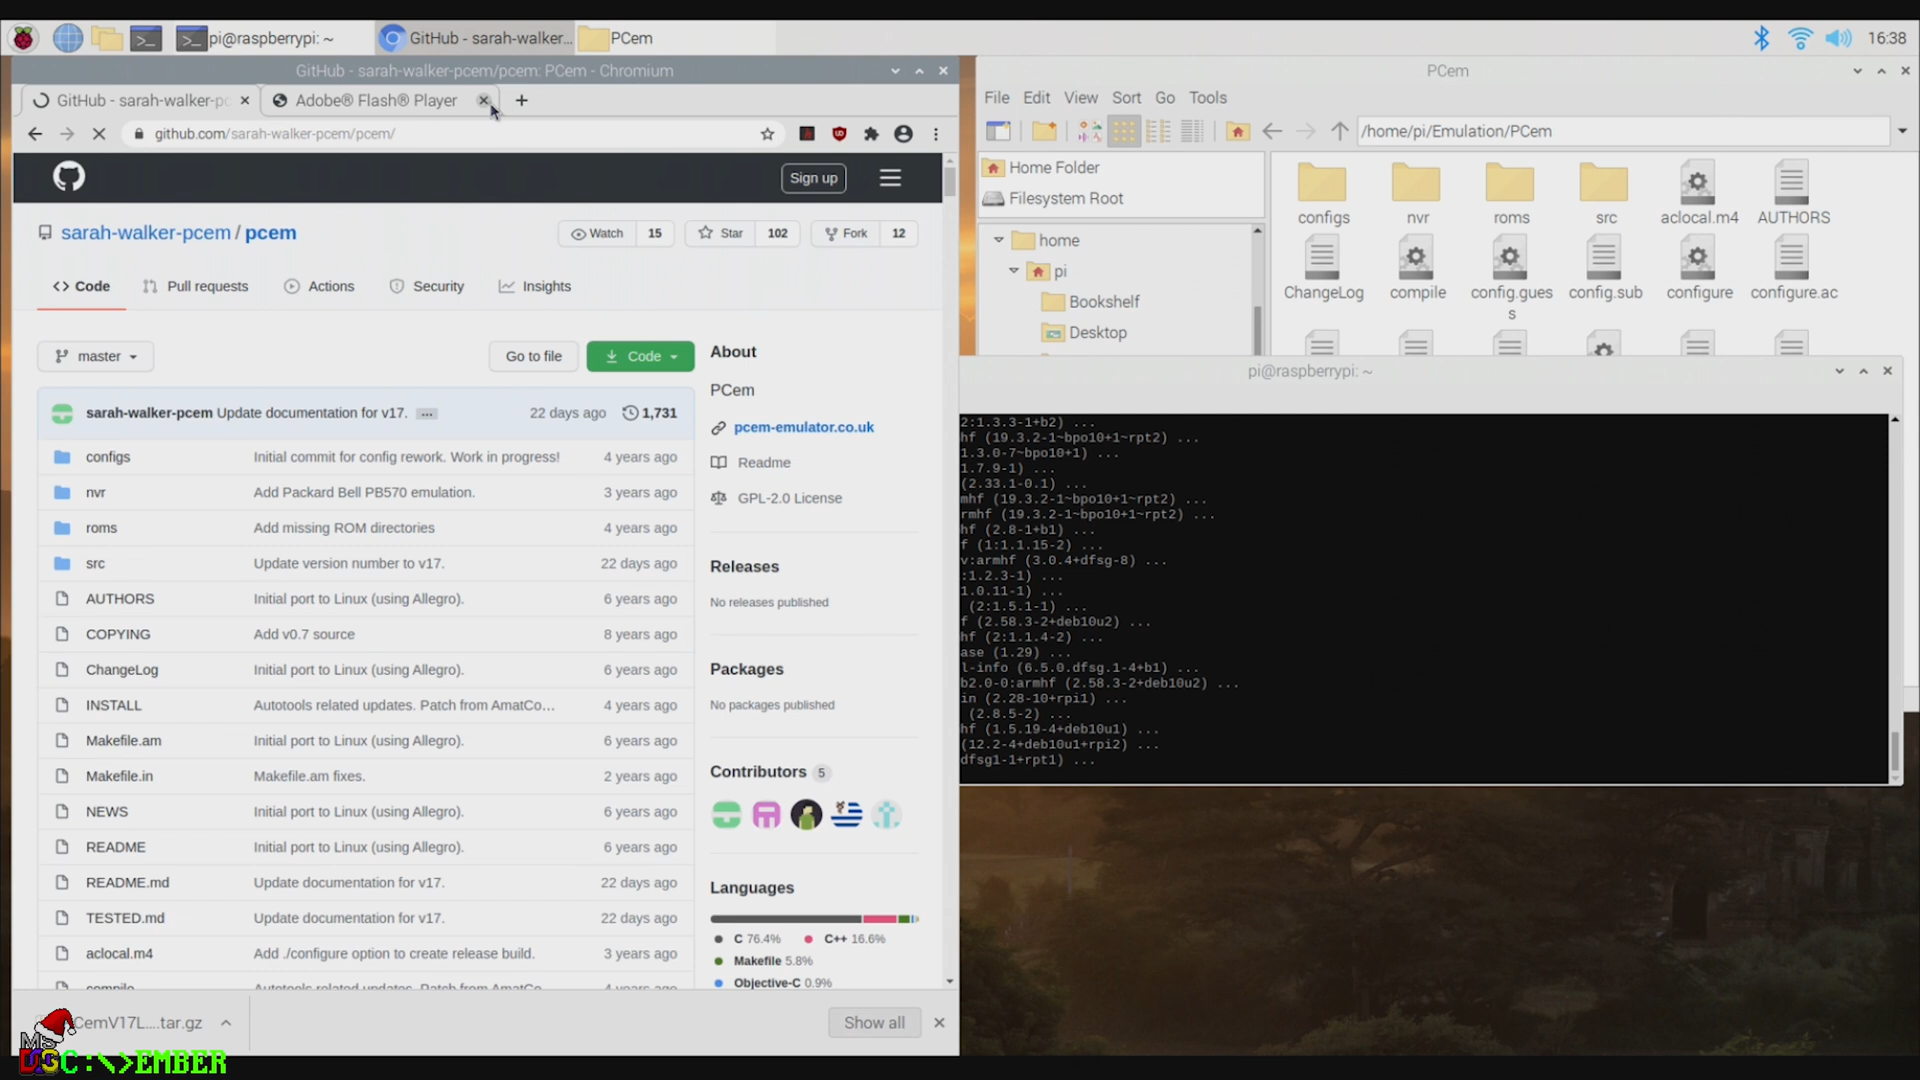 pi@raspberrypi: ~
GitHub - sarah-walker...
PCem
16:38
GitHub - sarah-walker-pcem/pcem: PCem - Chromium
GitHub - sarah-walker-pc
Adobe® Flash® Player
github.com/sarah-walker-pcem/pcem/
Sign up
sarah-walker-pcem / pcem
Watch 15
Star 102
Fork 12
Code
Pull requests
Actions
Security
Insights
master
Go to file
Code
sarah-walker-pcem Update documentation for v17. ... 22 days ago 1,731
configs Initial commit for config rework. Work in progress! 4 years ago
nvr Add Packard Bell PB570 emulation. 3 years ago
roms Add missing ROM directories 4 years ago
src Update version number to v17. 22 days ago
AUTHORS Initial port to Linux (using Allegro). 6 years ago
COPYING Add v0.7 source 8 years ago
ChangeLog Initial port to Linux (using Allegro). 6 years ago
INSTALL Autotools related updates. Patch from AmatCo... 4 years ago
Makefile.am Initial port to Linux (using Allegro). 6 years ago
Makefile.in Makefile.am fixes. 2 years ago
NEWS Initial port to Linux (using Allegro). 6 years ago
README Initial port to Linux (using Allegro). 6 years ago
README.md Update documentation for v17. 22 days ago
TESTED.md Update documentation for v17. 22 days ago
aclocal.m4 Add ./configure option to create release build. 3 years ago
compile Autotools related updates. Patch from AmatCo... 4 years ago
About
PCem
pcem-emulator.co.uk
Readme
GPL-2.0 License
Releases
No releases published
Packages
No packages published
Contributors 5
Languages
C 76.4% C++ 16.6%
Makefile 5.8%
Objective-C 0.9%
CemV17L....tar.gz
Show all
MS
DOC:\>EMBER
PCem
File Edit View Sort Go Tools
/home/pi/Emulation/PCem
Home Folder
Filesystem Root
home
pi
Bookshelf
Desktop
configs nvr roms src aclocal.m4 AUTHORS
ChangeLog compile config.gues config.sub configure configure.ac
s
pi@raspberrypi: ~
2:1.3.3-1+b2) ...
hf (19.3.2-1~bpo10+1~rpt2) ...
1.3.0-7~bpo10+1) ...
1.7.9-1) ...
(2.33.1-0.1) ...
mhf (19.3.2-1~bpo10+1~rpt2) ...
rmhf (19.3.2-1~bpo10+1~rpt2) ...
hf (2.8-1+b1) ...
f (1:1.1.15-2) ...
v:armhf (3.0.4+dfsg-8) ...
:1.2.3-1) ...
1.0.11-1) ...
(2:1.5.1-1) ...
f (2.58.3-2+deb10u2) ...
hf (2:1.1.4-2) ...
ase (1.29) ...
l-info (6.5.0.dfsg.1-4+b1) ...
b2.0-0:armhf (2.58.3-2+deb10u2) ...
in (2.28-10+rpi1) ...
(2.8.5-2) ...
hf (1.5.19-4+deb10u1) ...
(12.2-4+deb10u1+rpi2) ...
dfsg1-1+rpt1) ...